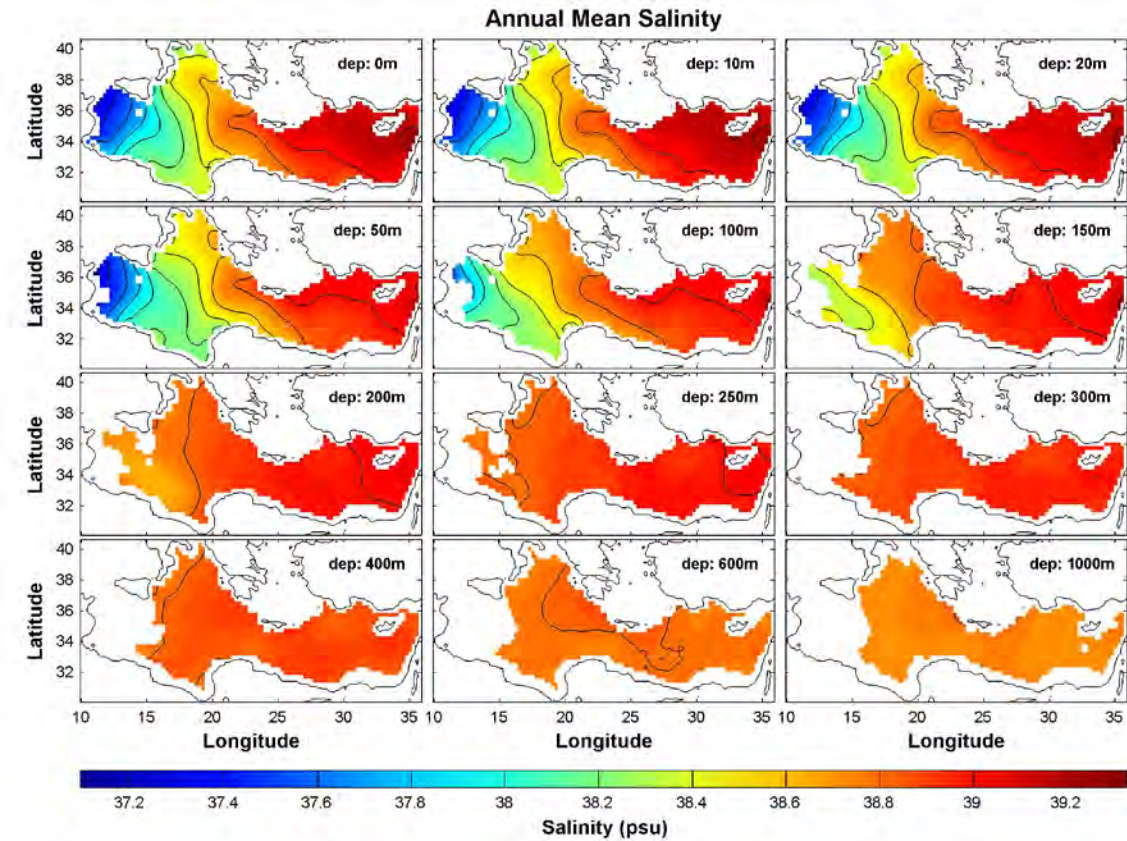 Annual Mean Salinity
dep: 0m
dep: 10m
dep: 20m
40
38
36
34
32
Latitude
dep: 50m
dep: 100m
dep: 150m
40
38
36
34
32
Latitude
dep: 200m
dep: 250m
dep: 300m
40
38
36
34
32
Latitude
dep: 400m
dep: 600m
dep: 1000m
40
38
36
34
32
Latitude
10 15 20 25 30 35 10 15 20 25 30 35 10 15 20 25 30 35
Longitude Longitude Longitude
37.2 37.4 37.6 37.8 38 38.2 38.4 38.6 38.8 39 39.2
Salinity (psu)